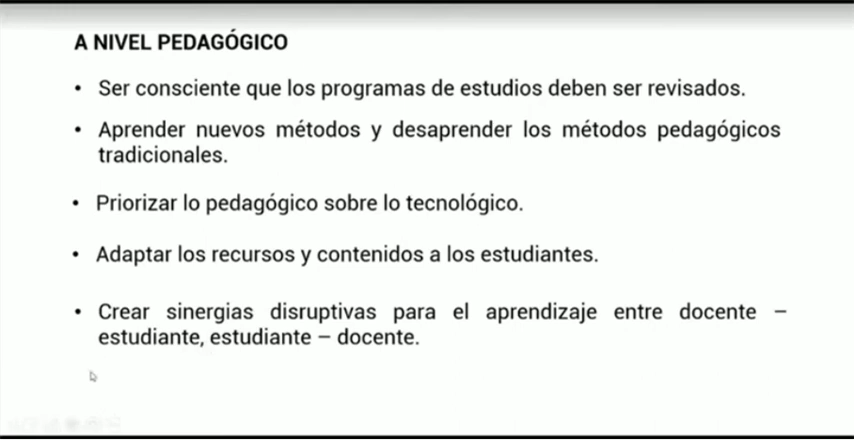 A NIVEL PEDAGÓGICO
• Ser consciente que los programas de estudios deben ser revisados.
• Aprender nuevos métodos y desaprender los métodos pedagógicos
tradicionales.
• Priorizar lo pedagógico sobre lo tecnológico.
• Adaptar los recursos y contenidos a los estudiantes.
• Crear sinergias disruptivas para el aprendizaje entre docente –
estudiante, estudiante – docente.